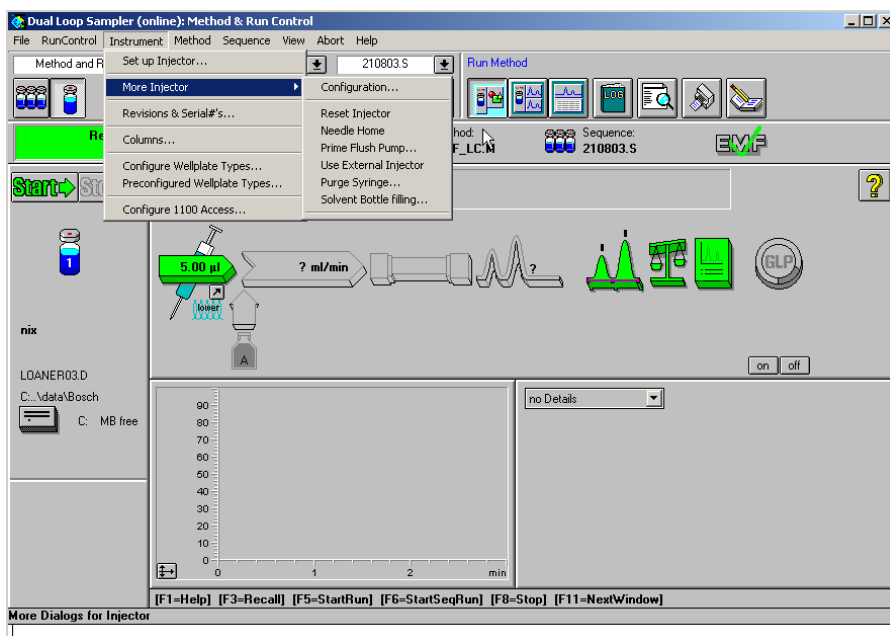 Dual Loop Sampler (online): Method & Run Control
File RunControl Instrument Method Sequence View Abort Help
Method and R
210803.S
Run Method
Set up Injector...
More Injector
Revisions & Serial#'s...
Columns...
Configure Wellplate Types...
Preconfigured Wellplate Types...
Configure 1100 Access...
Configuration...
Reset Injector
Needle Home
Prime Flush Pump...
Use External Injector
Purge Syringe...
Solvent Bottle filling...
LOG
Re
hod:
F_LC.M
Sequence:
210803.S
EMF
Start
?
1
5.00 µl
? ml/min
?
GLP
lower
A
nix
LOANER03.D
C:..\data\Bosch
C: MB free
on off
no Details
90
80
70
60
50
40
30
20
10
0
0 1 2 min
[F1=Help] [F3=Recall] [F5=StartRun] [F6=StartSeqRun] [F8=Stop] [F11=NextWindow]
More Dialogs for Injector